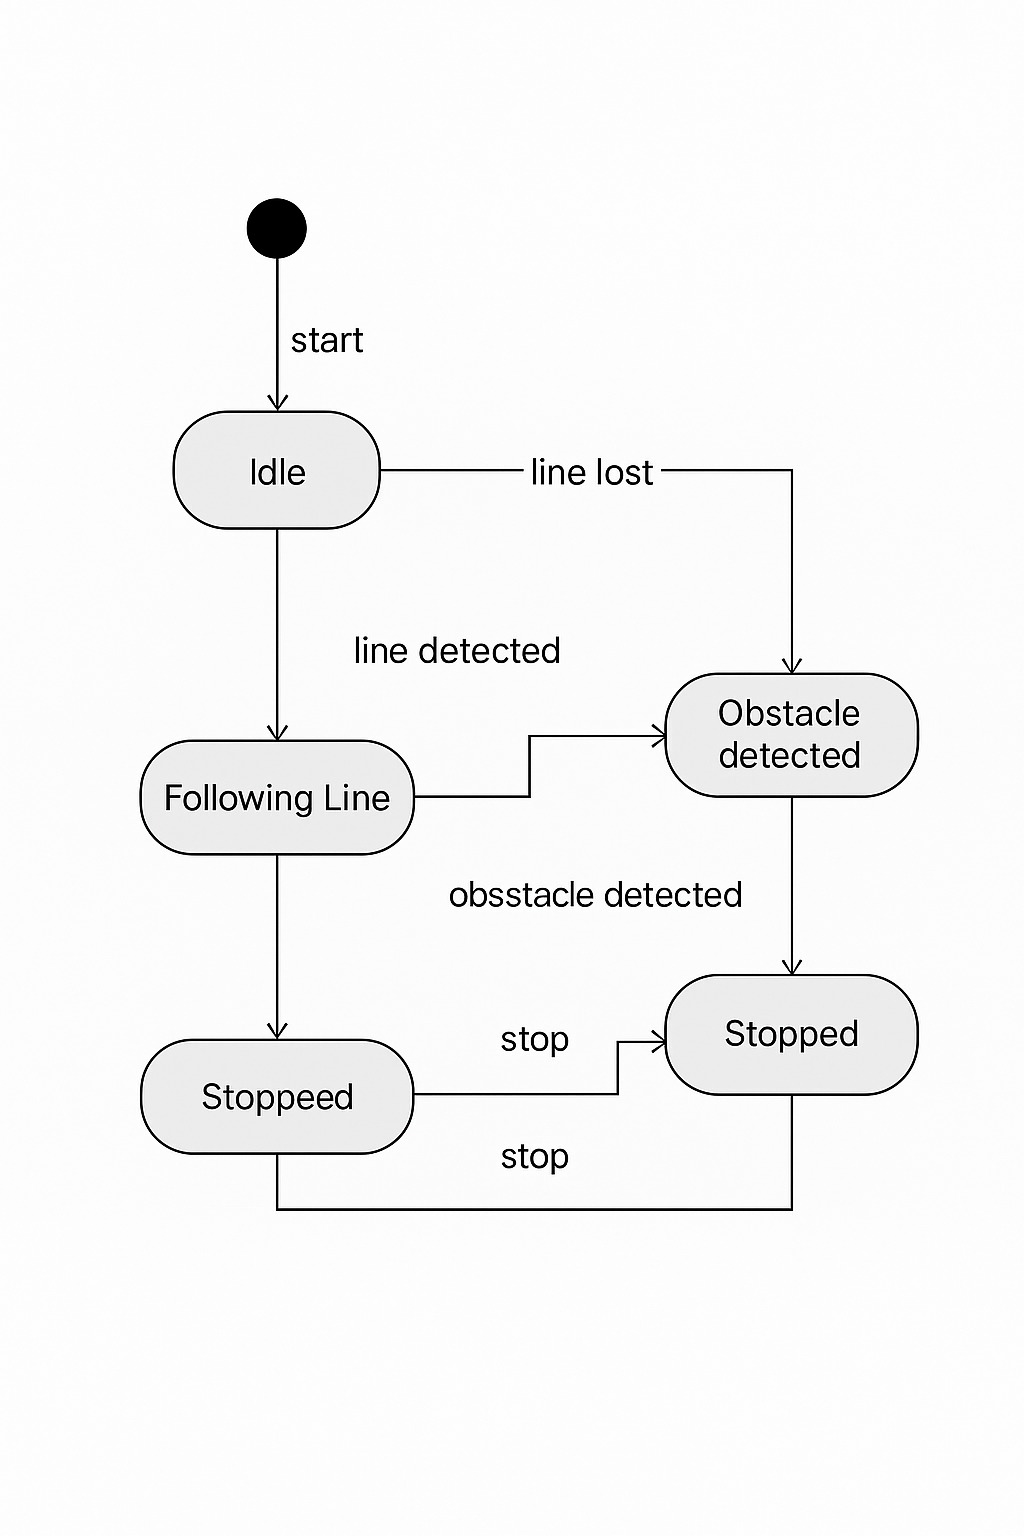 start
Idle
line lost
line detected
Obstacle
detected
Following Line
obsstacle detected
stop
Stopped
Stoppeed
stop